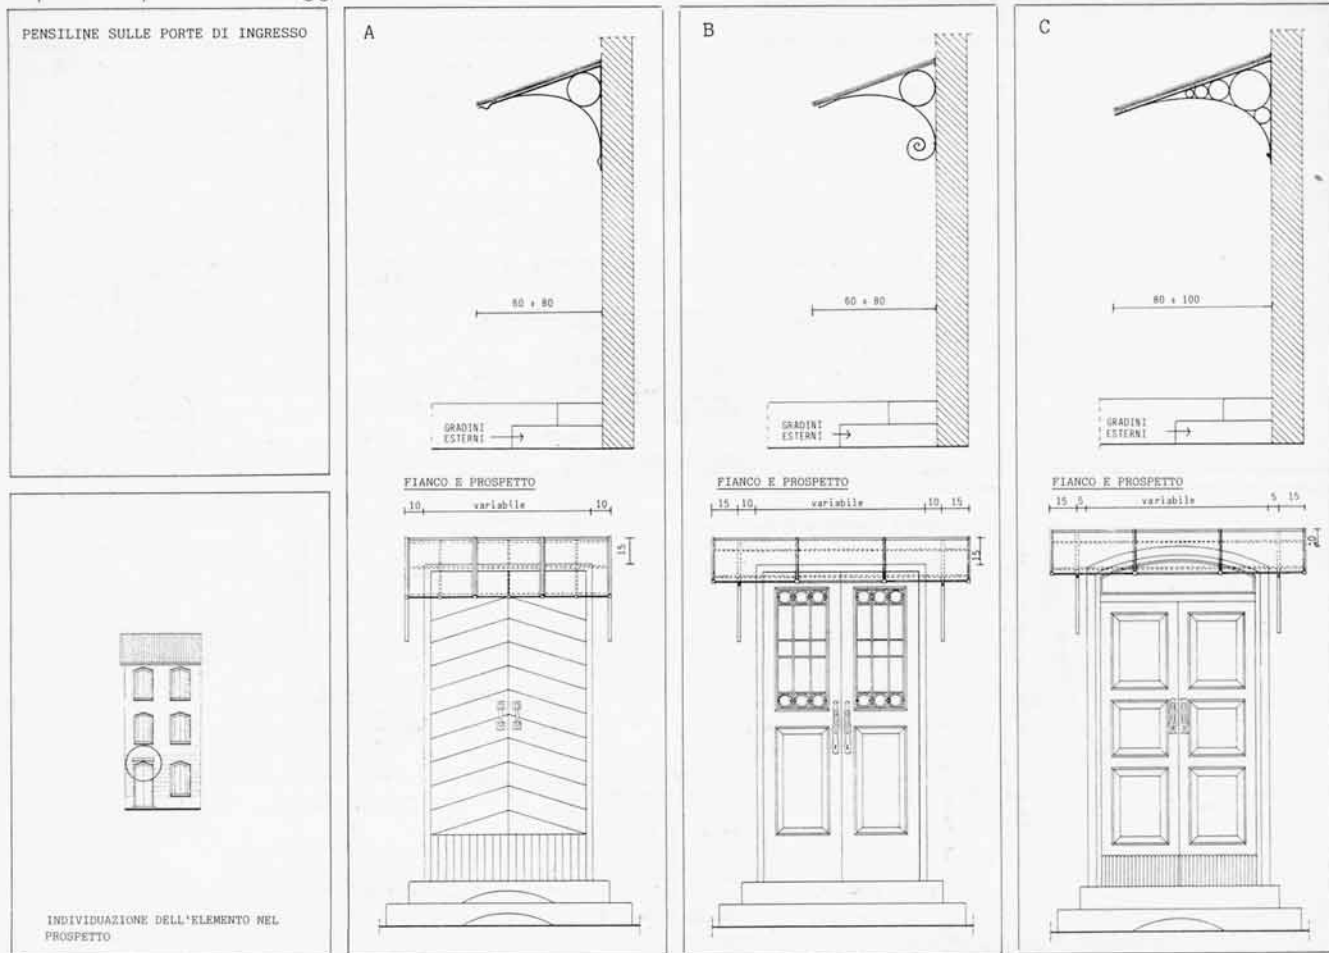 PENSILINE SULLE PORTE DI INGRESSO
INDIVIDUAZIONE DELL'ELEMENTO NEL
PROSPETTO
A
60 ÷ 80
GRADINI
ESTERNI
FIANCO E PROSPETTO
10 variabile 10
15
B
60 ÷ 80
GRADINI
ESTERNI
FIANCO E PROSPETTO
15 10 variabile 10 15
15
C
80 ÷ 100
GRADINI
ESTERNI
FIANCO E PROSPETTO
15 5 variabile 5 15